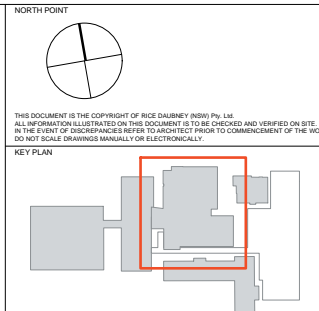 NORTH POINT
THIS DOCUMENT IS THE COPYRIGHT OF RICE DAUBNEY (NSW) Pty. Ltd.
ALL INFORMATION ILLUSTRATED ON THIS DOCUMENT IS TO BE CHECKED AND VERIFIED ON SITE.
IN THE EVENT OF DISCREPANCIES REFER TO ARCHITECT PRIOR TO COMMENCEMENT OF THE WO
DO NOT SCALE DRAWINGS MANUALLY OR ELECTRONICALLY.
KEY PLAN